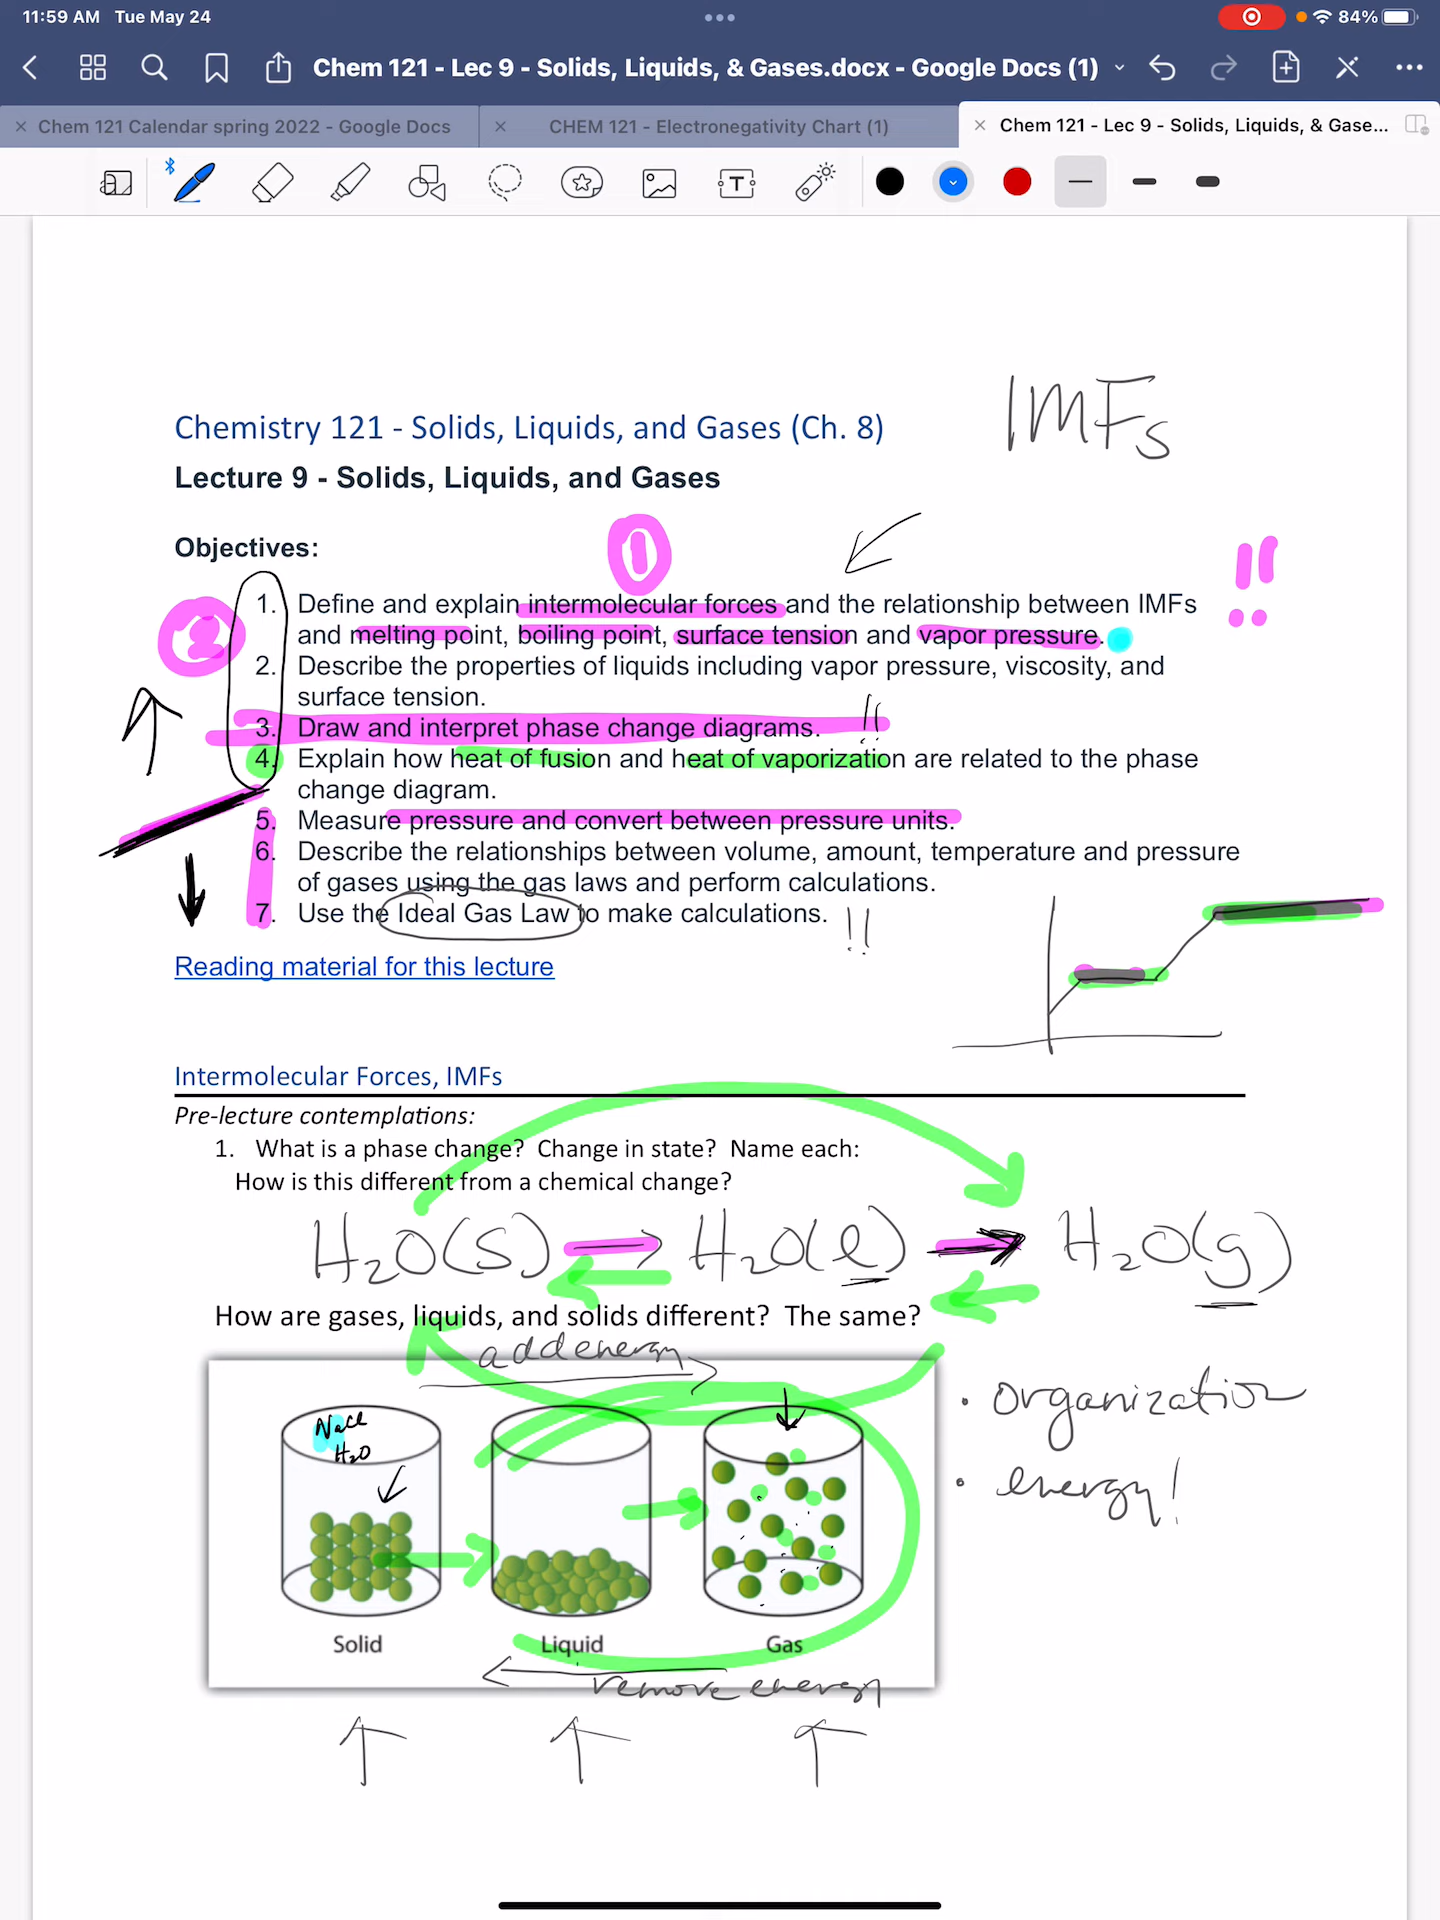 11:59 AM Tue May 24
84%
Chem 121 - Lec 9 - Solids, Liquids, & Gases.docx - Google Docs (1)
Chem 121 Calendar spring 2022 - Google Docs
CHEM 121 - Electronegativity Chart (1)
Chem 121 - Lec 9 - Solids, Liquids, & Gase...
IMFs
Chemistry 121 - Solids, Liquids, and Gases (Ch. 8)
Lecture 9 - Solids, Liquids, and Gases
Objectives:
1
!!
2
1. Define and explain intermolecular forces and the relationship between IMFs
and melting point, boiling point, surface tension and vapor pressure.
2. Describe the properties of liquids including vapor pressure, viscosity, and
surface tension.
3. Draw and interpret phase change diagrams. !!
4. Explain how heat of fusion and heat of vaporization are related to the phase
change diagram.
5. Measure pressure and convert between pressure units.
6. Describe the relationships between volume, amount, temperature and pressure
of gases using the gas laws and perform calculations.
7. Use the Ideal Gas Law to make calculations. !!
Reading material for this lecture
Intermolecular Forces, IMFs
Pre-lecture contemplations:
1. What is a phase change? Change in state? Name each:
How is this different from a chemical change?
H₂O(s) → H₂O(l) → H₂O(g)
How are gases, liquids, and solids different? The same?
add energy
• organization
• energy!
NaCl
H₂O
Solid
Liquid
Gas
remove energy